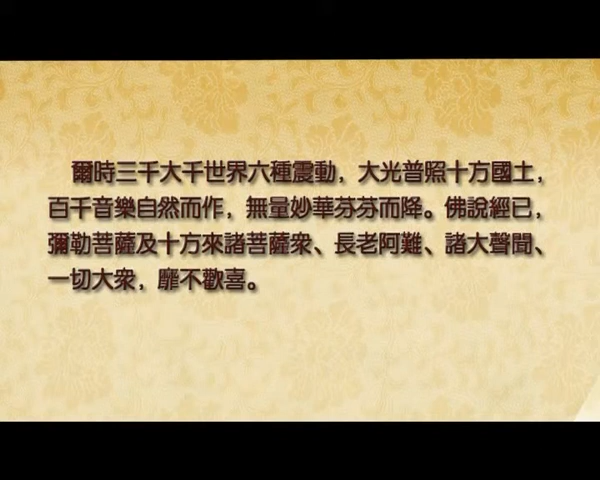 爾時三千大千世界六種震動，大光普照十方國土，
百千音樂自然而作，無量妙華芬芬而降。佛說經已，
彌勒菩薩及十方來諸菩薩衆、長老阿難、諸大聲聞、
一切大衆，靡不歡喜。